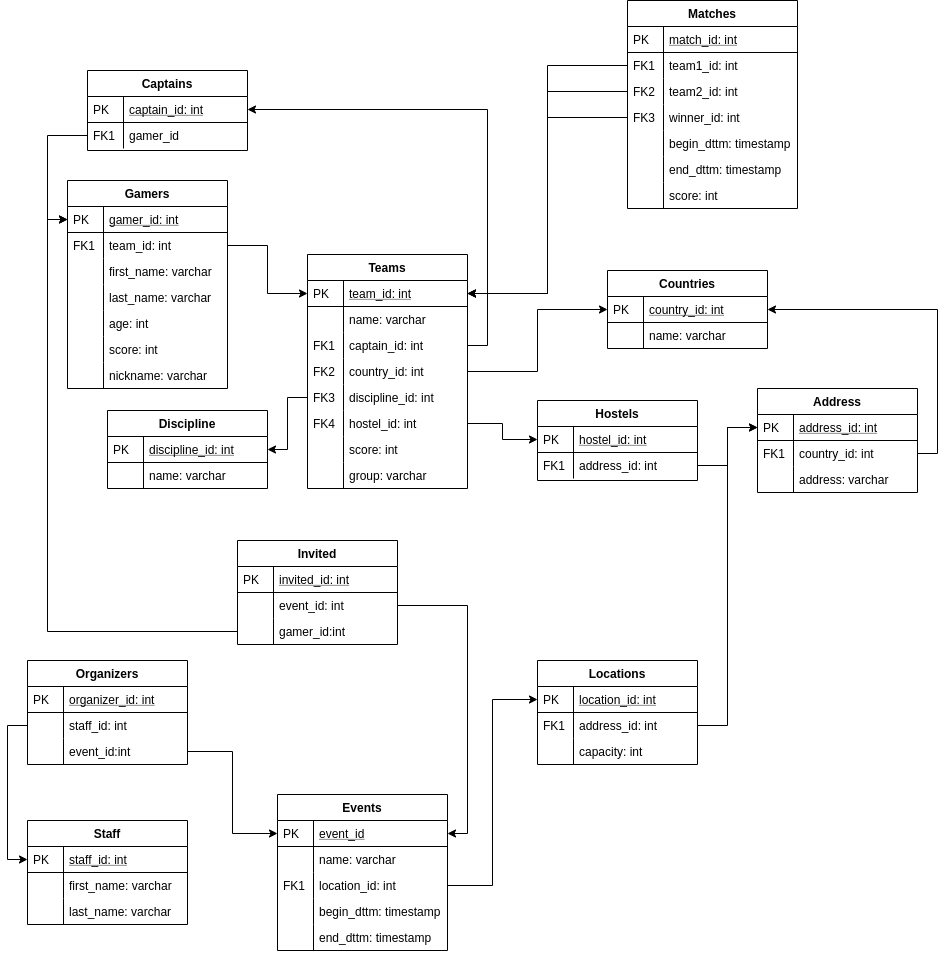 Matches
PK match_id: int
FK1 team1_id: int
FK2 team2_id: int
FK3 winner_id: int
begin_dttm: timestamp
end_dttm: timestamp
score: int
Captains
PK captain_id: int
FK1 gamer_id
Gamers
PK gamer_id: int
FK1 team_id: int
first_name: varchar
last_name: varchar
age: int
score: int
nickname: varchar
Teams
PK team_id: int
name: varchar
FK1 captain_id: int
FK2 country_id: int
FK3 discipline_id: int
FK4 hostel_id: int
score: int
group: varchar
Countries
PK country_id: int
name: varchar
Discipline
PK discipline_id: int
name: varchar
Hostels
PK hostel_id: int
FK1 address_id: int
Address
PK address_id: int
FK1 country_id: int
address: varchar
Invited
PK invited_id: int
event_id: int
gamer_id:int
Organizers
PK organizer_id: int
staff_id: int
event_id:int
Locations
PK location_id: int
FK1 address_id: int
capacity: int
Staff
PK staff_id: int
first_name: varchar
last_name: varchar
Events
PK event_id
name: varchar
FK1 location_id: int
begin_dttm: timestamp
end_dttm: timestamp